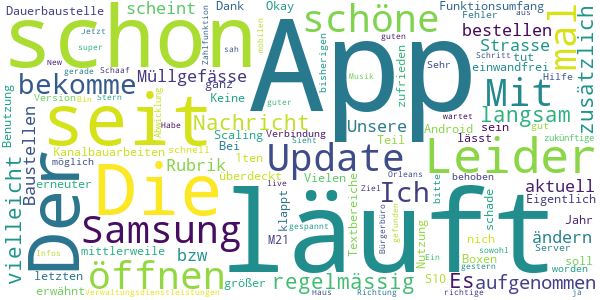 Dauerbaustelle
scheint
Dank
Okay
Funktionsumfang
Fehler
aus
Jetzt
super
schon
App
schöne
bestellen
mal
zusätzlich
New
gerade
Schaaf
Zahlfunktion
sah
mobilen
bisherigen
guten
Schritt
bekomme
Müllgefässe
ganz
Musik
Sehr
zufrieden
Strasse
tut
einwandfrei
Version
ein
Stern
Keine
Hilfe
Benutzung
Baustellen
seit
Abwicklung
Habe
Nachricht
guter
Sieht
Unsere
Mit
wartet
langsam
möglich
Kanalbauarbeiten
schnell
Scaling
Verbindung
Android
sein
gut
zukünftige
erneuter
Rubrik
Bei
lten
Teil
lässt
Der
Die
Update
Leider
überdeckt
live
Orleans
behoben
vielleicht
Vielen
Ziel
Ich
bitte
aktuell
Eigentlich
Samsung
M21
klappt
gespannt
Bürgerbüro
gefunden
Textbereiche
Nutzung
schade
Jahr
ändern
läuft
nich
Server
letzten
mittlerweile
öffnen
bzw
regelmässig
Es
aufgenommen
Ein
Boxen
gestern
sowohl
soll
worden
Infos
erwähnt
größer
S10
verwaltungsdienstleistungen
Haus
Richtung
richtige
ja